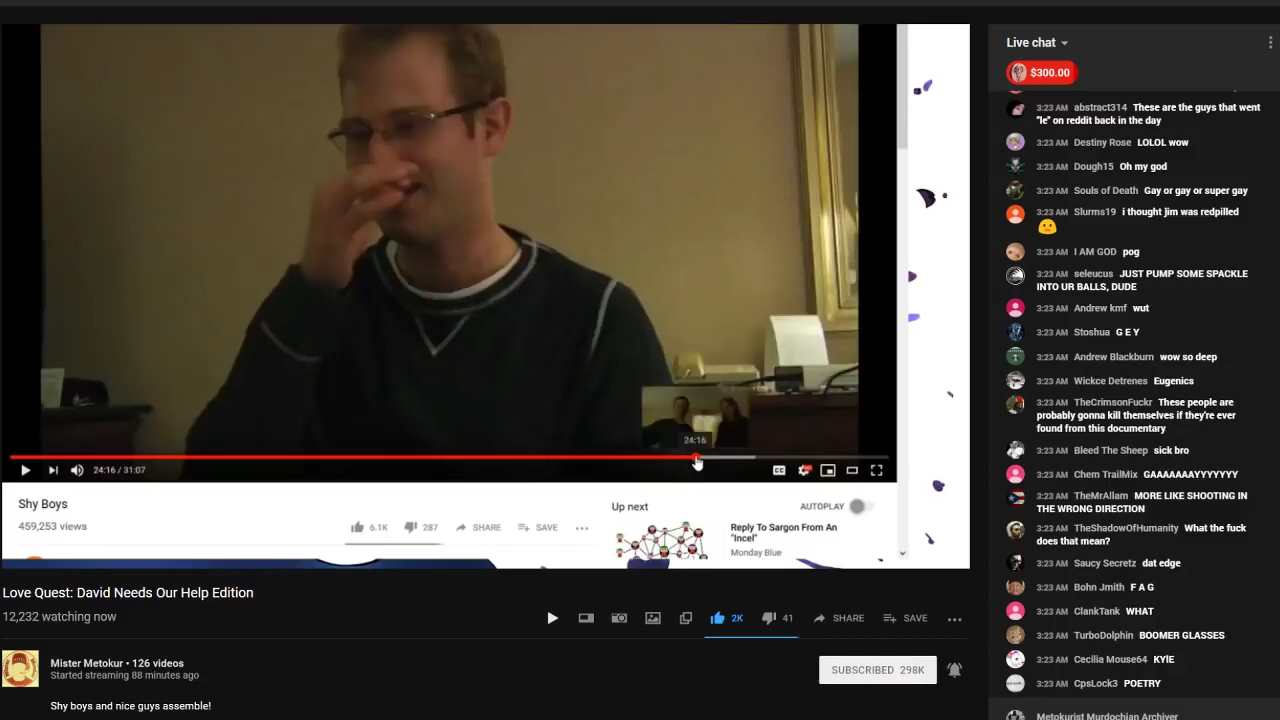 24:16
24:16 / 31:07
CC
Shy Boys
459,253 views
6.1K
287
SHARE
SAVE
Up next
AUTOPLAY
Reply To Sargon From An
"Incel"
Monday Blue
Love Quest: David Needs Our Help Edition
12,232 watching now
2K
41
SHARE
SAVE
Mister Metokur • 126 videos
Started streaming 88 minutes ago
SUBSCRIBED 298K
Shy boys and nice guys assemble!
Live chat
$300.00
3:23 AM abstract314 These are the guys that went
"le" on reddit back in the day
3:23 AM Destiny Rose LOLOL wow
3:23 AM Dough15 Oh my god
3:23 AM Souls of Death Gay or gay or super gay
3:23 AM Slurms19 i thought jim was redpilled
3:23 AM I AM GOD pog
3:23 AM seleucus JUST PUMP SOME SPACKLE
INTO UR BALLS, DUDE
3:23 AM Andrew kmf wut
3:23 AM Stoshua G E Y
3:23 AM Andrew Blackburn wow so deep
3:23 AM Wickce Detrenes Eugenics
3:23 AM TheCrimsonFuckr These people are
probably gonna kill themselves if they're ever
found from this documentary
3:23 AM Bleed The Sheep sick bro
3:23 AM Chem TrailMix GAAAAAAAYYYYYYY
3:23 AM TheMrAllam MORE LIKE SHOOTING IN
THE WRONG DIRECTION
3:23 AM TheShadowOfHumanity What the fuck
does that mean?
3:23 AM Saucy Secretz dat edge
3:23 AM Bohn Jmith F A G
3:23 AM ClankTank WHAT
3:23 AM TurboDolphin BOOMER GLASSES
3:23 AM Cecilia Mouse64 KYlE
3:23 AM CpsLock3 POETRY
Metokurist Murdochian Archiver